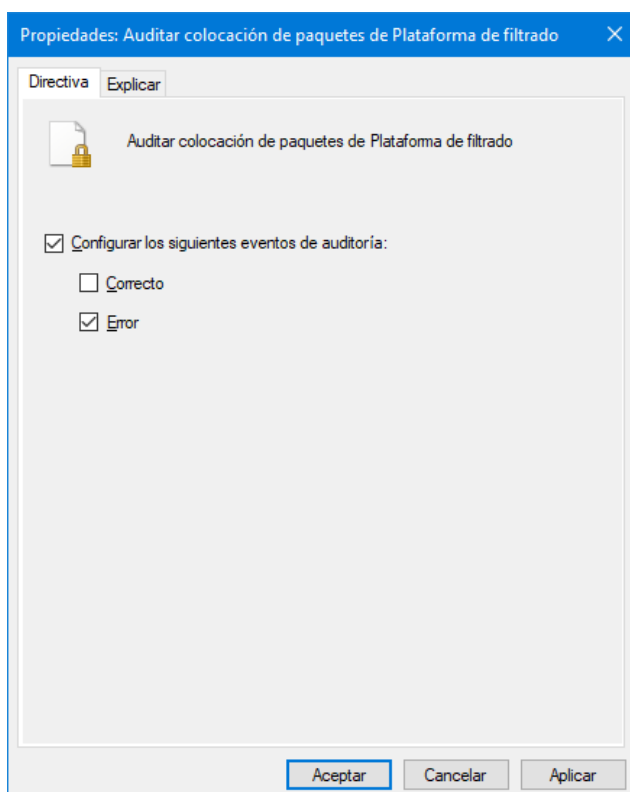 Propiedades: Auditar colocación de paquetes de Plataforma de filtrado
Directiva
Explicar
Auditar colocación de paquetes de Plataforma de filtrado
Configurar los siguientes eventos de auditoría:
Correcto
Error
Aceptar
Cancelar
Aplicar